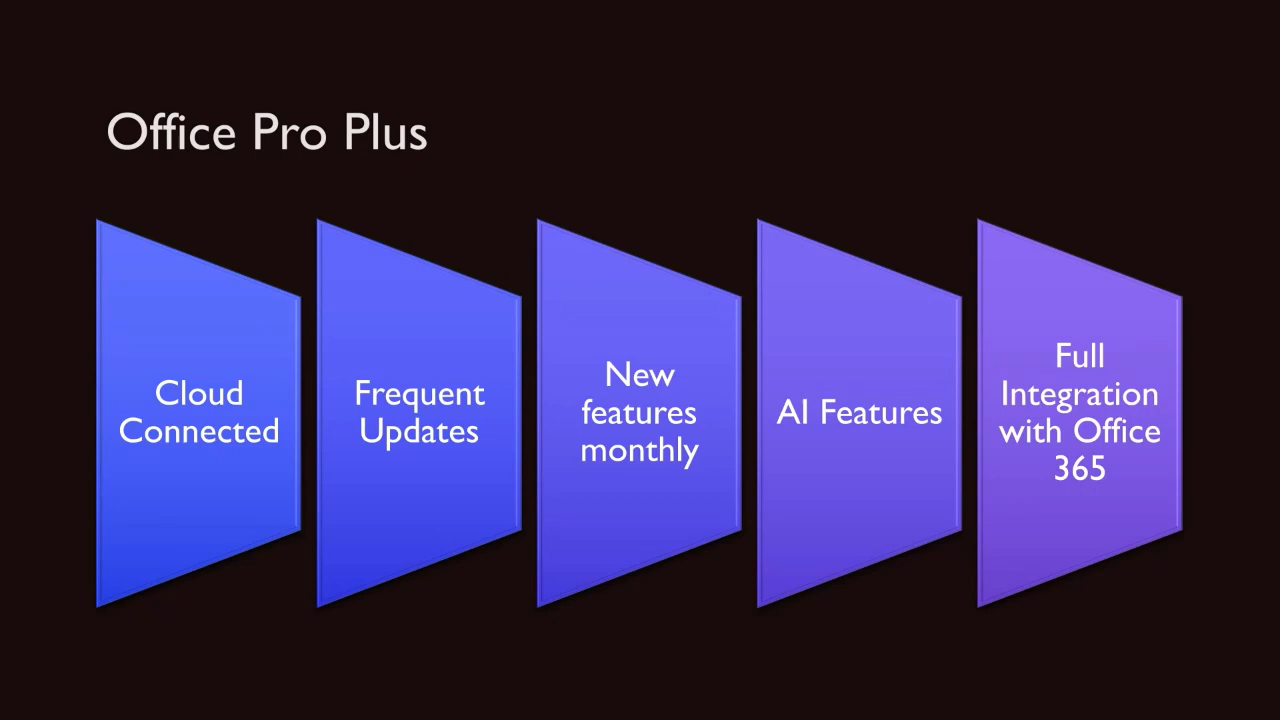 Office Pro Plus
Cloud
Connected
Frequent
Updates
New
features
monthly
AI Features
Full
Integration
with Office
365